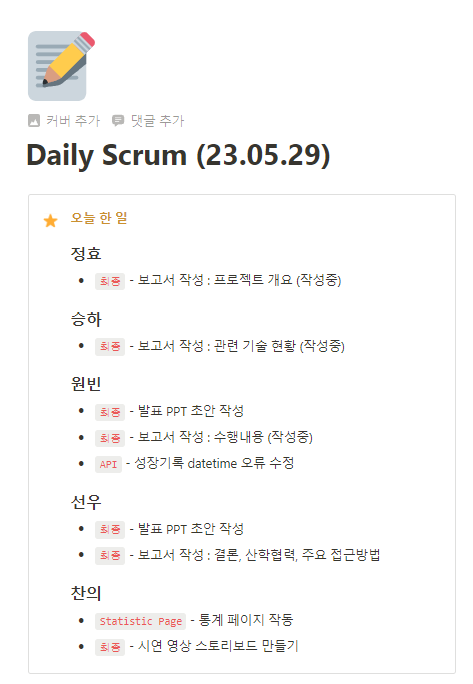 커버 추가 댓글 추가
Daily Scrum (23.05.29)
오늘 한 일
정효
• 최종 - 보고서 작성 : 프로젝트 개요 (작성중)
승하
• 최종 - 보고서 작성 : 관련 기술 현황 (작성중)
원빈
• 최종 - 발표 PPT 초안 작성
• 최종 - 보고서 작성 : 수행내용 (작성중)
• API - 성장기록 datetime 오류 수정
선우
• 최종 - 발표 PPT 초안 작성
• 최종 - 보고서 작성 : 결론, 산학협력, 주요 접근방법
찬의
• Statistic Page - 통계 페이지 작동
• 최종 - 시연 영상 스토리보드 만들기